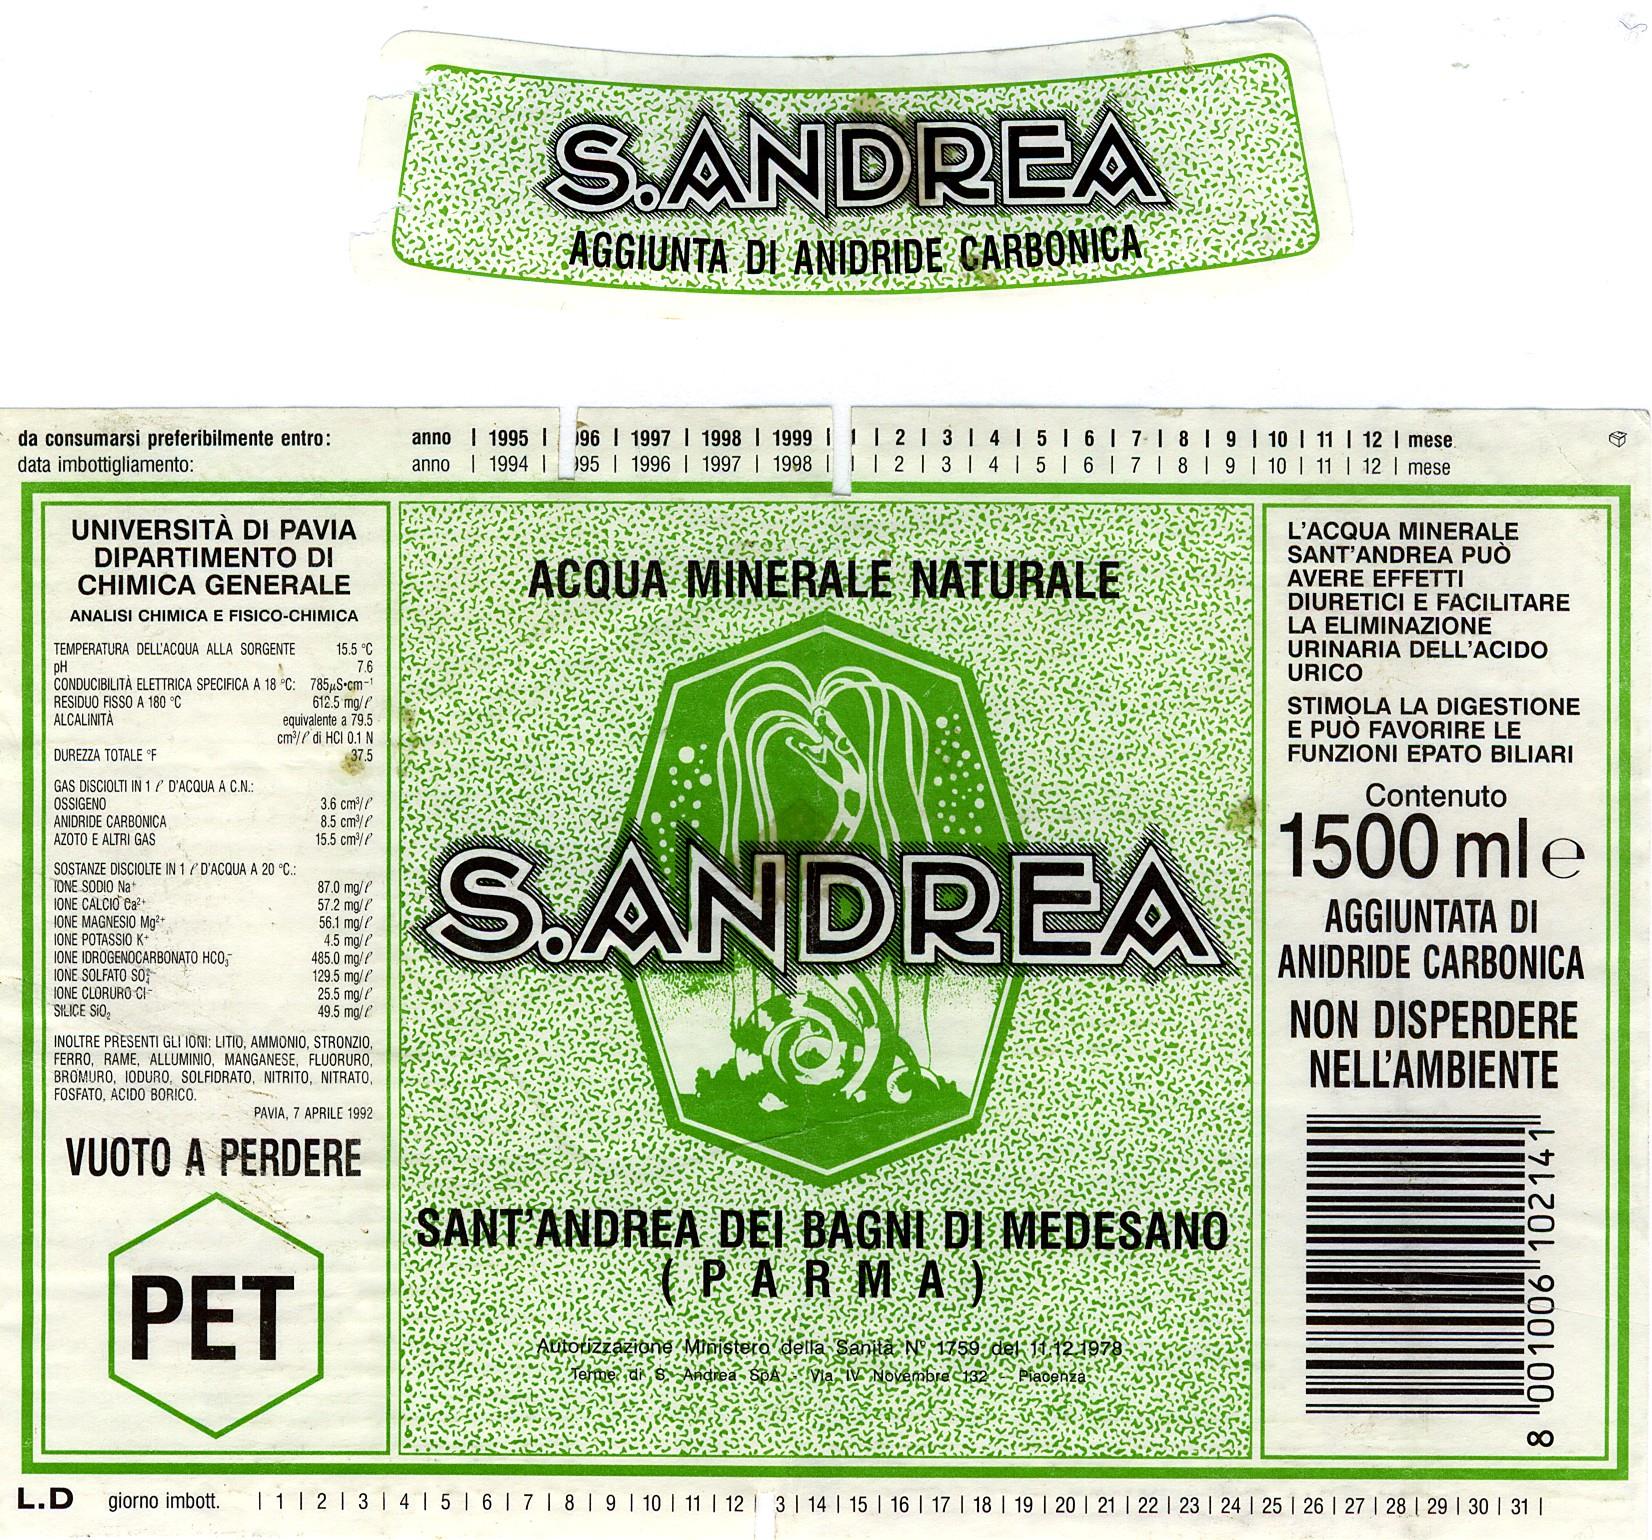 S.ANDREA
AGGIUNTA DI ANIDRIDE CARBONICA
da consumarsi preferibilmente entro: anno | 1995 | 96 | 1997 | 1998 | 1999 | 1 | 2 | 3 | 4 | 5 | 6 | 7 | 8 | 9 | 10 | 11 | 12 | mese
data imbottigliamento: anno | 1994 | 95 | 1996 | 1997 | 1998 | 1 | 2 | 3 | 4 | 5 | 6 | 7 | 8 | 9 | 10 | 11 | 12 | mese
UNIVERSITÀ DI PAVIA
DIPARTIMENTO DI
CHIMICA GENERALE
ANALISI CHIMICA E FISICO-CHIMICA
TEMPERATURA DELL'ACQUA ALLA SORGENTE 15.5 °C
pH 7.6
CONDUCIBILITÀ ELETTRICA SPECIFICA A 18 °C: 785µS•cm⁻¹
RESIDUO FISSO A 180 °C 612.5 mg/ℓ
ALCALINITÀ equivalente a 79.5
cm³/ℓ di HCl 0.1 N
DUREZZA TOTALE °F 37.5
GAS DISCIOLTI IN 1 ℓ D'ACQUA A C.N.:
OSSIGENO 3.6 cm³/ℓ
ANIDRIDE CARBONICA 8.5 cm³/ℓ
AZOTO E ALTRI GAS 15.5 cm³/ℓ
SOSTANZE DISCIOLTE IN 1 ℓ D'ACQUA A 20 °C.:
IONE SODIO Na⁺ 87.0 mg/ℓ
IONE CALCIO Ca²⁺ 57.2 mg/ℓ
IONE MAGNESIO Mg²⁺ 56.1 mg/ℓ
IONE POTASSIO K⁺ 4.5 mg/ℓ
IONE IDROGENOCARBONATO HCO₃⁻ 485.0 mg/ℓ
IONE SOLFATO SO₄²⁻ 129.5 mg/ℓ
IONE CLORURO Cl⁻ 25.5 mg/ℓ
SILICE SIO₂ 49.5 mg/ℓ
INOLTRE PRESENTI GLI IONI: LITIO, AMMONIO, STRONZIO,
FERRO, RAME, ALLUMINIO, MANGANESE, FLUORURO,
BROMURO, IODURO, SOLFIDRATO, NITRITO, NITRATO,
FOSFATO, ACIDO BORICO.
PAVIA, 7 APRILE 1992
VUOTO A PERDERE
PET
ACQUA MINERALE NATURALE
S.ANDREA
SANT'ANDREA DEI BAGNI DI MEDESANO
(PARMA)
Autorizzazione Ministero della Sanità N° 1759 del 11.12.1978
Terme di S. Andrea SpA - Via IV Novembre 132 - Piacenza
L'ACQUA MINERALE
SANT'ANDREA PUÒ
AVERE EFFETTI
DIURETICI E FACILITARE
LA ELIMINAZIONE
URINARIA DELL'ACIDO
URICO
STIMOLA LA DIGESTIONE
E PUÒ FAVORIRE LE
FUNZIONI EPATO BILIARI
Contenuto
1500 ml e
AGGIUNTATA DI
ANIDRIDE CARBONICA
NON DISPERDERE
NELL'AMBIENTE
8 001006 102141
L.D giorno imbott. | 1 | 2 | 3 | 4 | 5 | 6 | 7 | 8 | 9 | 10 | 11 | 12 | 3 | 14 | 15 | 16 | 17 | 18 | 19 | 20 | 21 | 22 | 23 | 24 | 25 | 26 | 27 | 28 | 29 | 30 | 31 |